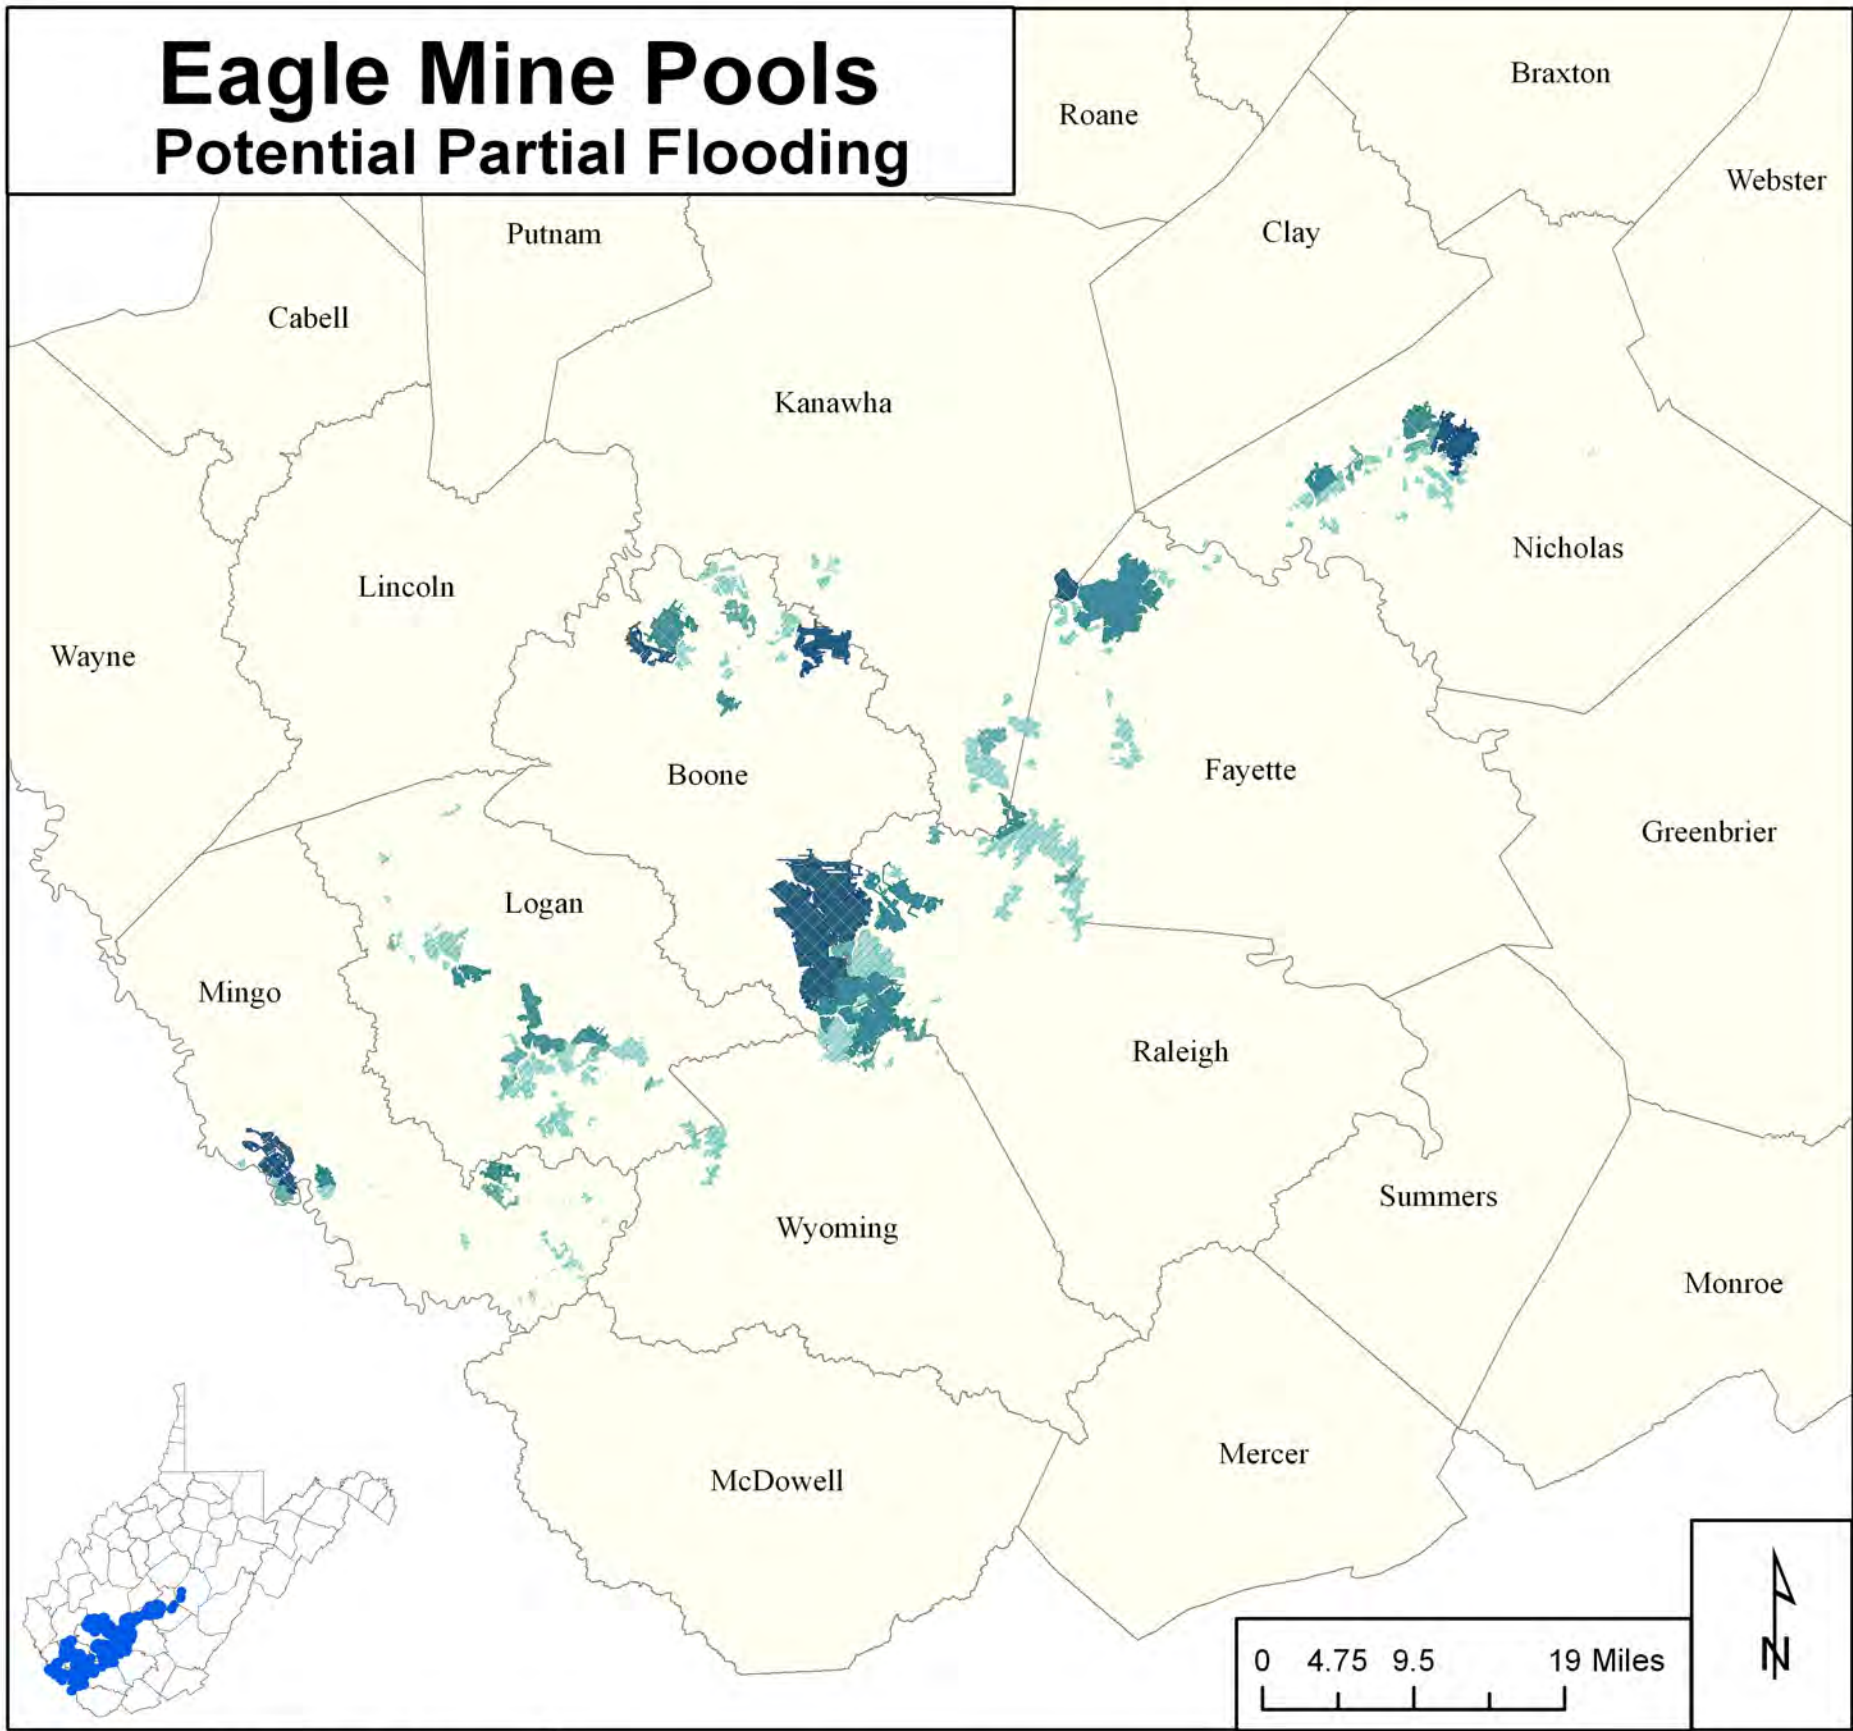 Eagle Mine Pools
Potential Partial Flooding
Braxton
Roane
Webster
Clay
Putnam
Cabell
Kanawha
Nicholas
Lincoln
Wayne
Fayette
Boone
Greenbrier
Logan
Mingo
Raleigh
Summers
Wyoming
Monroe
Mercer
McDowell
0 4.75 9.5 19 Miles
N